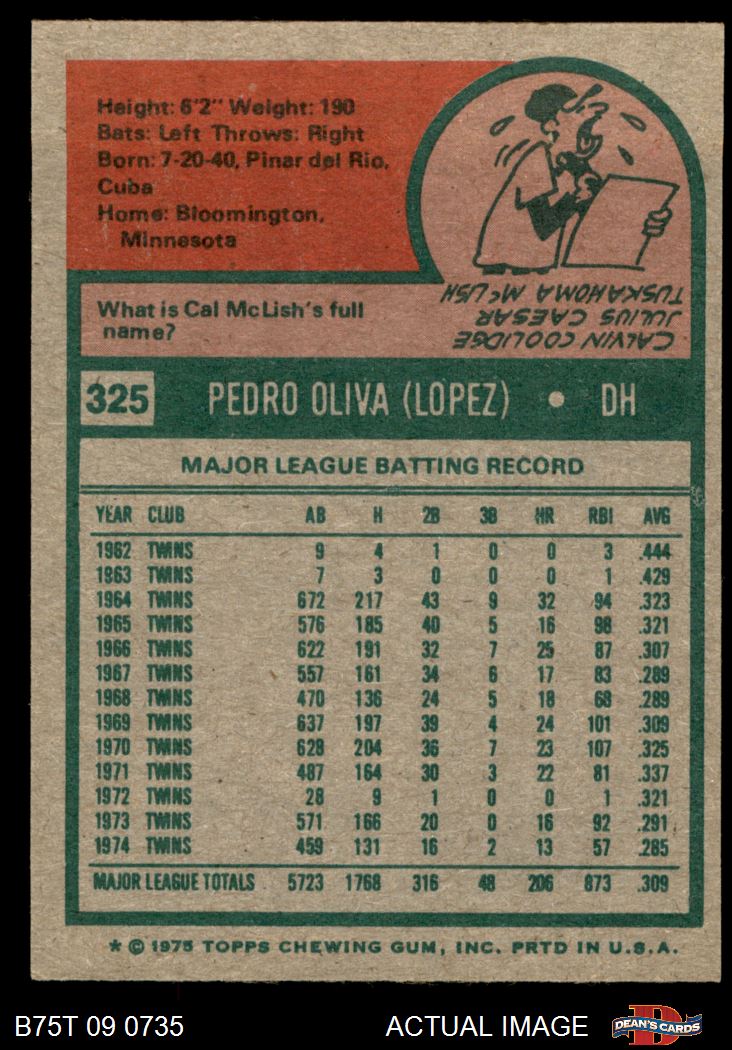 Height: 6'2" Weight: 190
Bats: Left Throws: Right
Born: 7-20-40, Pinar del Rio,
Cuba
Home: Bloomington,
Minnesota
What is Cal McLish's full
name?
CALVIN COOLIDGE
JULIUS CAESAR
TUSKAHOMA McLISH
325 PEDRO OLIVA (LOPEZ) • DH
MAJOR LEAGUE BATTING RECORD
YEAR CLUB AB H 2B 3B HR RBI AVG
1962 TWINS 9 4 1 0 0 3 .444
1963 TWINS 7 3 0 0 0 1 .429
1964 TWINS 672 217 43 9 32 94 .323
1965 TWINS 576 185 40 5 16 98 .321
1966 TWINS 622 191 32 7 25 87 .307
1967 TWINS 557 161 34 6 17 83 .289
1968 TWINS 470 136 24 5 18 68 .289
1969 TWINS 637 197 39 4 24 101 .309
1970 TWINS 628 204 36 7 23 107 .325
1971 TWINS 487 164 30 3 22 81 .337
1972 TWINS 28 9 1 0 0 1 .321
1973 TWINS 571 166 20 0 16 92 .291
1974 TWINS 459 131 16 2 13 57 .285
MAJOR LEAGUE TOTALS 5723 1768 316 48 206 873 .309
* © 1975 TOPPS CHEWING GUM, INC. PRTD IN U.S.A.
B75T 09 0735 ACTUAL IMAGE D DEAN'S CARDS